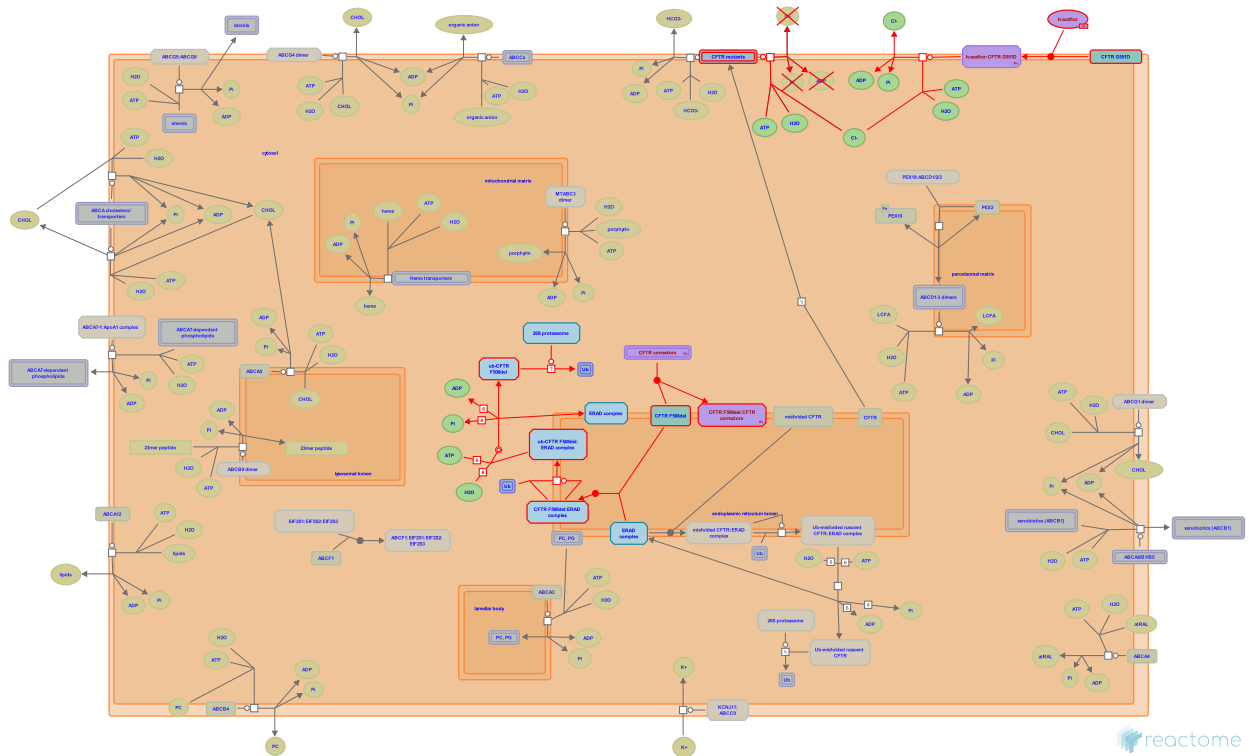 CHOL
organic anion
HCO3-
Cl-
Ivacaftor
sterols
ABCG5:ABCG8
ABCG4 dimer
ABCCs
CFTR mutants
Ivacaftor:CFTR G551D
CFTR G551D
H2O
ATP
Pi
ADP
sterols
ATP
H2O
CHOL
ADP
Pi
ATP
H2O
organic anion
Pi
ADP
ATP
HCO3-
H2O
ATP
H2O
ADP
Pi
ATP
H2O
Cl-
cytosol
ATP
H2O
CHOL
ABCA cholesterol
transporters
Pi
ADP
CHOL
ATP
H2O
mitochondrial matrix
MTABC3
dimer
heme
ATP
H2O
Pi
ADP
Heme transporters
heme
H2O
porphyrin
ATP
porphyrin
ADP
Pi
PEX19:ABCD1/2/3
PEX19
PEX3
peroxisomal matrix
ABCD1-3 dimers
LCFA
LCFA
H2O
ATP
Pi
ADP
ABCA7-1:ApoA1 complex
ABCA7-dependent
phospholipids
ABCA7-dependent
phospholipids
ATP
H2O
Pi
ADP
ADP
Pi
ATP
H2O
ABCA5
CHOL
26S proteasome
CFTR correctors
ub-CFTR
F508del
Ub
ADP
Pi
ERAD complex
CFTR F508del
CFTR F508del:CFTR
correctors
misfolded CFTR
CFTR
ADP
Pi
23mer peptide
23mer peptide
H2O
ATP
ABCB9 dimer
lysosomal lumen
ATP
H2O
ub-CFTR F508del:
ERAD complex
Ub
CFTR F508del:ERAD
complex
endoplasmic reticulum lumen
ERAD
complex
misfolded CFTR:ERAD
complex
Ub-misfolded nascent
CFTR:ERAD complex
Ub
H2O
ATP
Pi
ADP
26S proteasome
Ub-misfolded nascent
CFTR
Ub
ATP
H2O
ABCG1 dimer
CHOL
CHOL
Pi
ADP
xenobiotics (ABCB1)
xenobiotics (ABCB1)
H2O
ATP
ABCA8/B1/B5
ABCA12
ATP
H2O
lipids
lipids
ADP
Pi
EIF2S1:EIF2S2:EIF2S3
ABCF1
ABCF1:EIF2S1:EIF2S2:
EIF2S3
PC, PG
ABCA3
ATP
H2O
lamellar body
PC, PG
ADP
Pi
ATP
H2O
atRAL
atRAL
ABCA4
Pi
ADP
H2O
ATP
ADP
Pi
PC
ABCB4
PC
K+
KCNJ11:
ABCC9
K+
reactome